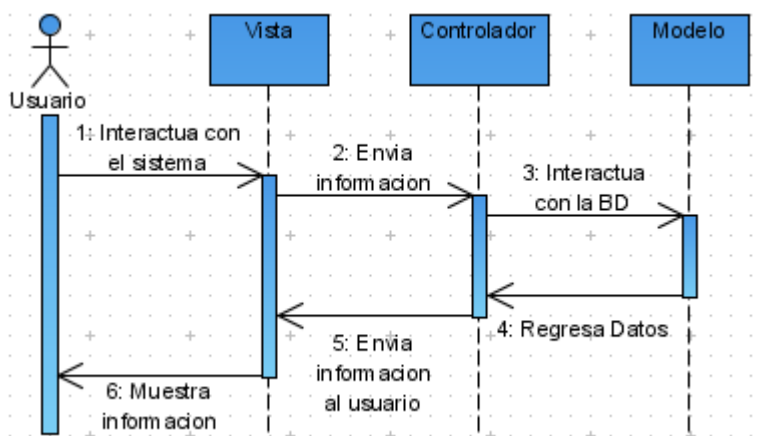 Vista
Controlador
Modelo
Usuario
1: Interactua con
el sistema
2: Envia
informacion
3: Interactua
con la BD
4: Regresa Datos
5: Envia
informacion
al usuario
6: Muestra
informacion